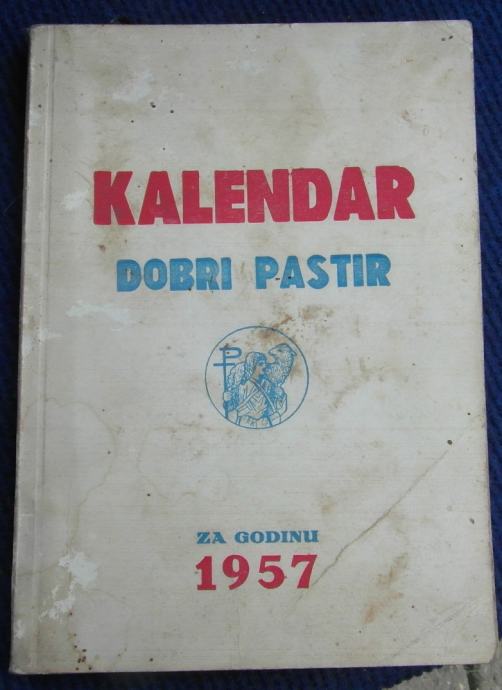 KALENDAR
DOBRI PASTIR
ZA GODINU
1957